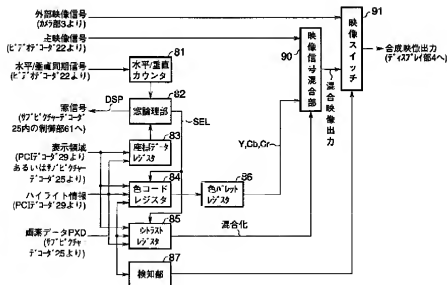 外部映像信号
(カメラ部3より)
主映像信号
(ビデオデコーダ22より)
水平/垂直同期信号
(ビデオデコーダ22より)
81
水平/垂直
カウンタ
DSP
82
窓信号
(サブピクチャーデコーダ
25内の制御部61へ)
窓論理部
SEL
83
表示領域
(PCIデコーダ29より
あるいはサブピクチャー
デコーダ25より)
座標データ
レジスタ
84
ハイライト情報
(PCIデコーダ29より)
色コード
レジスタ
86
色パレット
レジスタ
Y,Cb,Cr
85
画素データPXD
(サブピクチャ
デコーダ25より)
コントラスト
レジスタ
混合化
87
検知部
90
映像信号混合部
混合映像
出力
91
映像スイッチ
合成映像出力
(ディスプレイ部4へ)